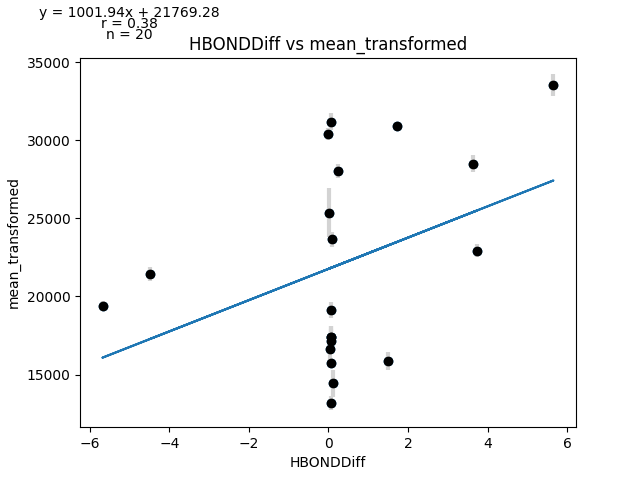 y = 1001.94x + 21769.28
r = 0.38
n = 20
HBONDDiff vs mean_transformed
35000
30000
25000
20000
15000
mean_transformed
−6
−4
−2
0
2
4
6
HBONDDiff